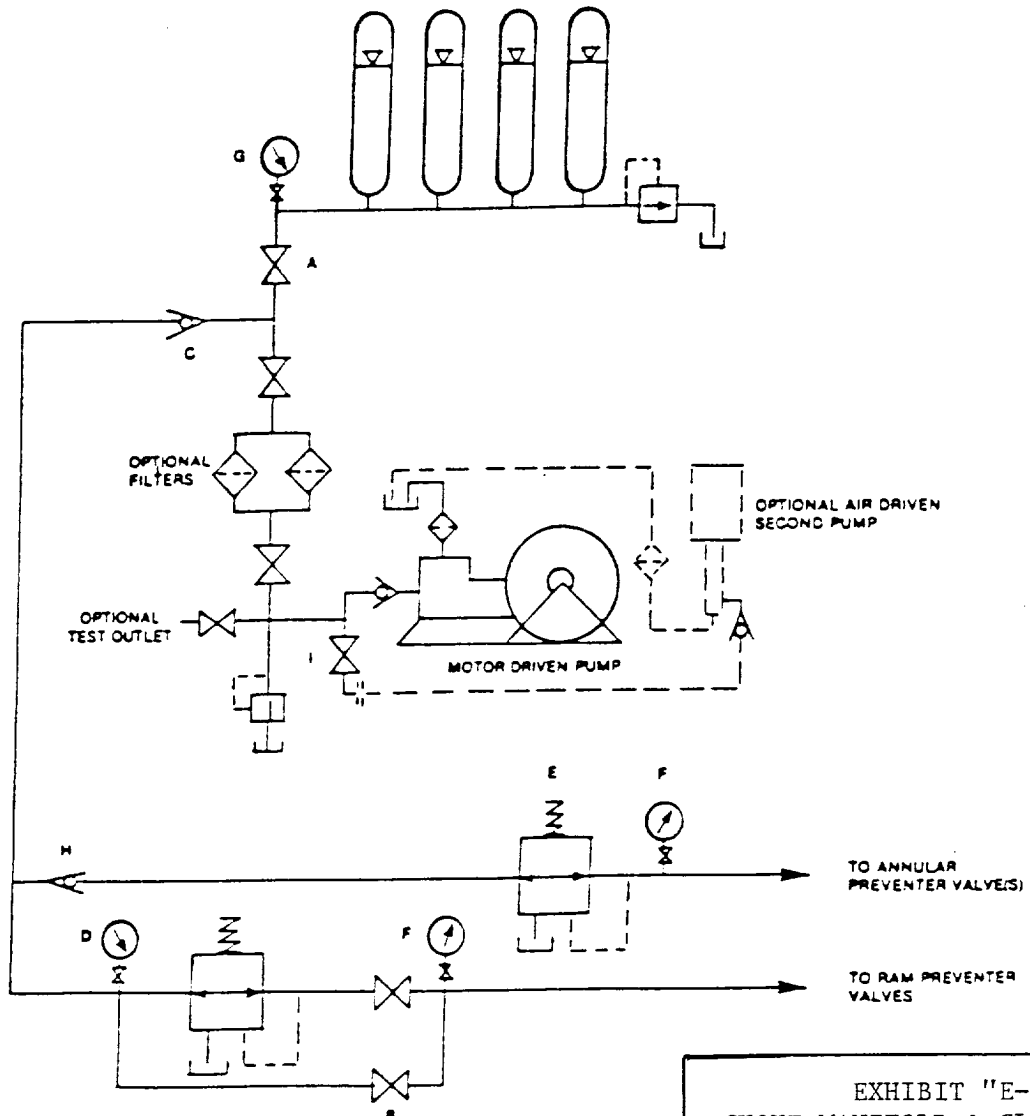 G
A
C
OPTIONAL
FILTERS
OPTIONAL AIR DRIVEN
SECOND PUMP
OPTIONAL
TEST OUTLET
I
MOTOR DRIVEN PUMP
E
F
H
TO ANNULAR
PREVENTER VALVE(S)
D
F
TO RAM PREVENTER
VALVES
EXHIBIT "E-